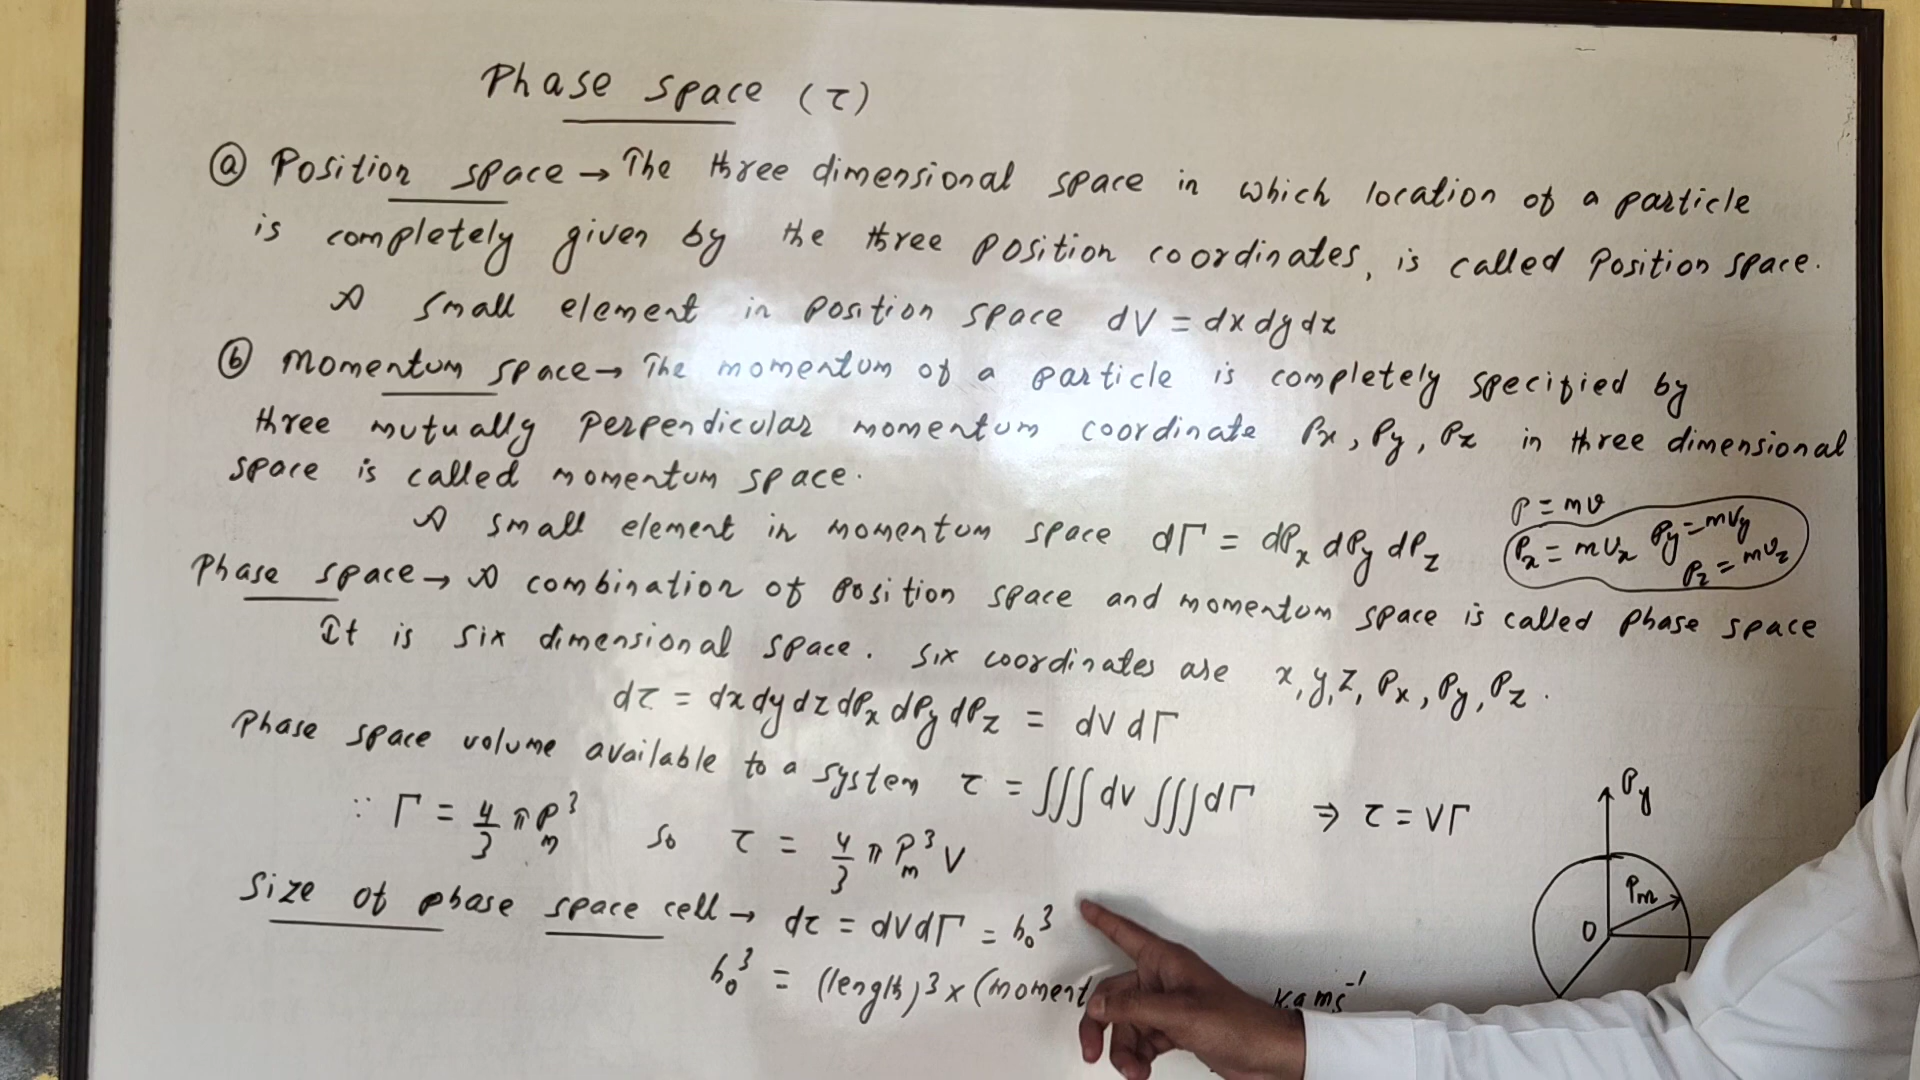 Phase space (τ)
ⓐ Position space → The three dimensional space in which location of a particle
is completely given by the three position coordinates, is called Position space.
A small element in position space dV = dx dy dz
ⓑ Momentum space → The momentum of a particle is completely specified by
three mutually perpendicular momentum coordinate Px, Py, Pz in three dimensional
space is called momentum space.
P = mv
A small element in momentum space dΓ = dPx dPy dPz
Px = mvx Py = mvy
Pz = mvz
Phase space → A combination of position space and momentum space is called phase space
It is six dimensional space. Six coordinates are x, y, z, Px, Py, Pz.
dτ = dx dy dz dPx dPy dPz = dV dΓ
Phase space volume available to a system τ = ∭ dv ∭ dΓ ⇒ τ = VΓ
∵ Γ = 4/3 π Pm³ So τ = 4/3 π Pm³ V
Size of phase space cell → dτ = dV dΓ = h₀³
h₀³ = (length)³ x (moment
Kg ms⁻¹
Py
Pm
O